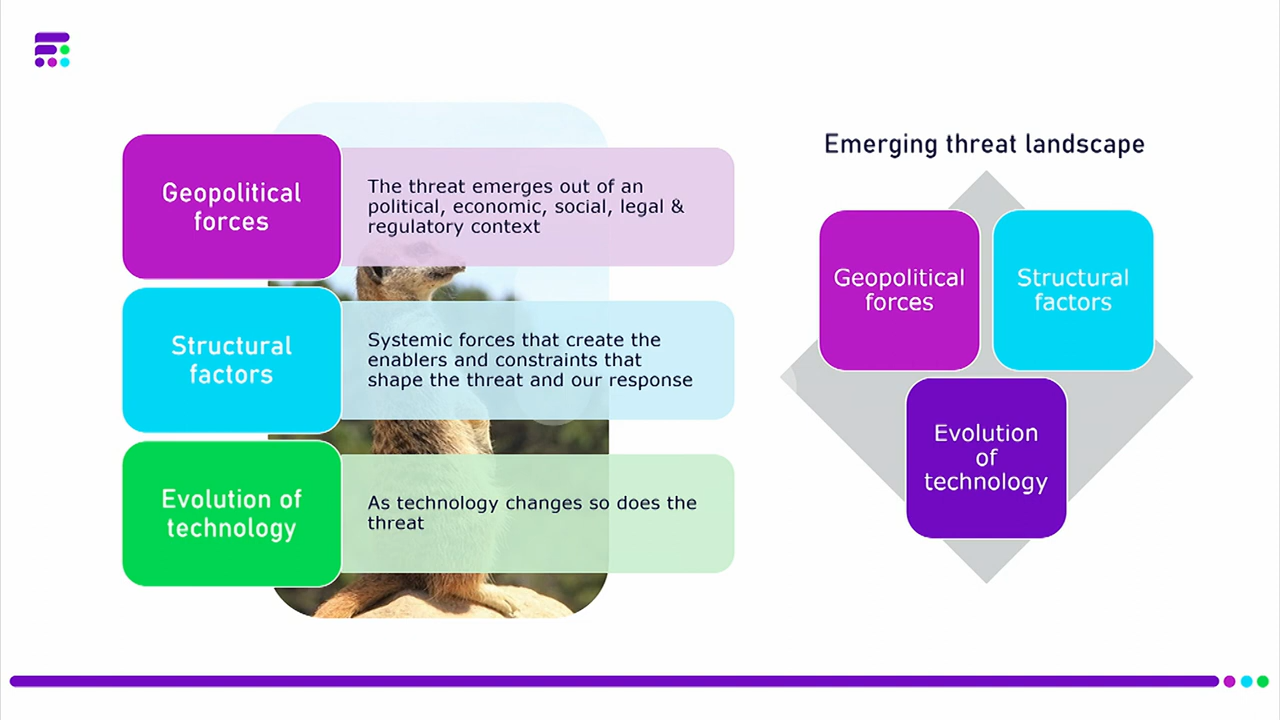 Geopolitical
forces
The threat emerges out of an
political, economic, social, legal &
regulatory context
Structural
factors
Systemic forces that create the
enablers and constraints that
shape the threat and our response
Evolution of
technology
As technology changes so does the
threat
Emerging threat landscape
Geopolitical
forces
Structural
factors
Evolution
of
technology